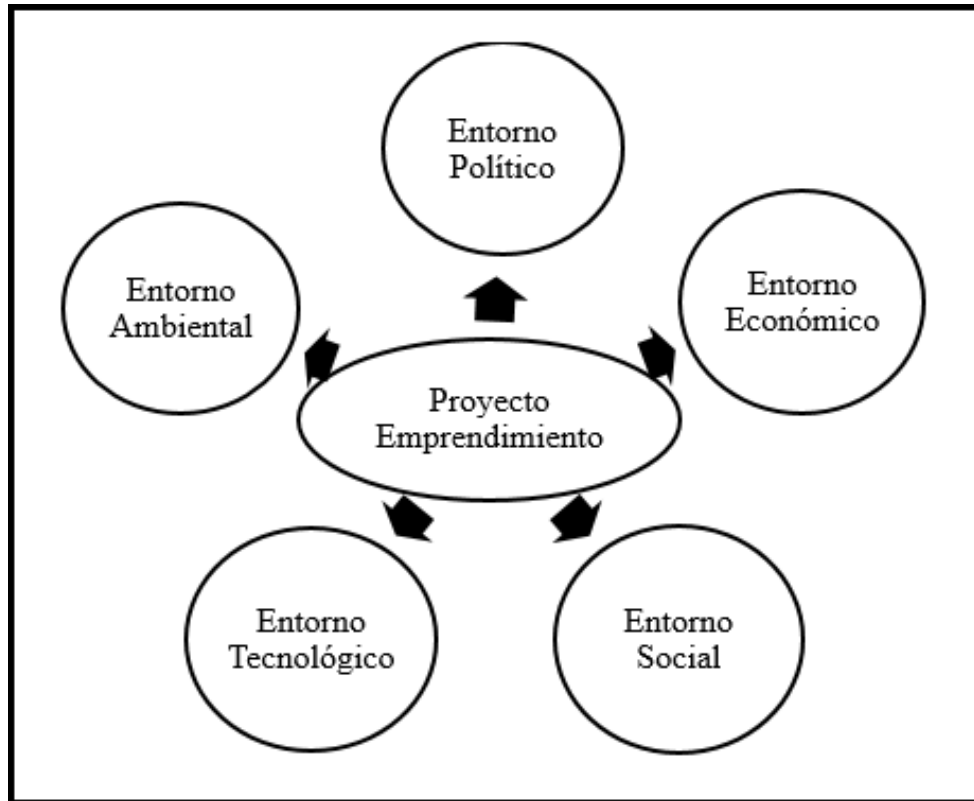 Entorno
Político
Entorno
Ambiental
Entorno
Económico
Proyecto
Emprendimiento
Entorno
Tecnológico
Entorno
Social